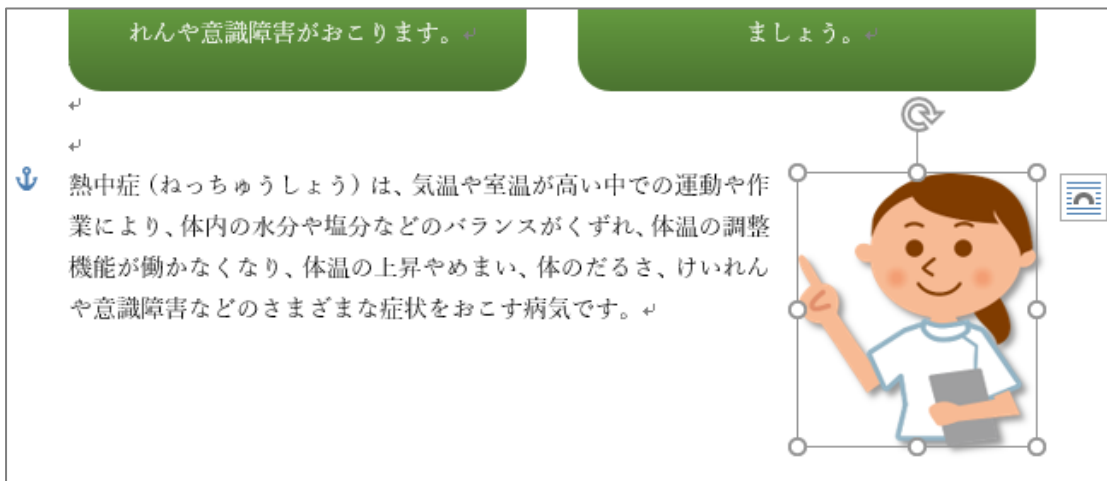 れんや意識障害がおこります。
ましょう。
熱中症（ねっちゅうしょう）は、気温や室温が高い中での運動や作
業により、体内の水分や塩分などのバランスがくずれ、体温の調整
機能が働かなくなり、体温の上昇やめまい、体のだるさ、けいれん
や意識障害などのさまざまな症状をおこす病気です。